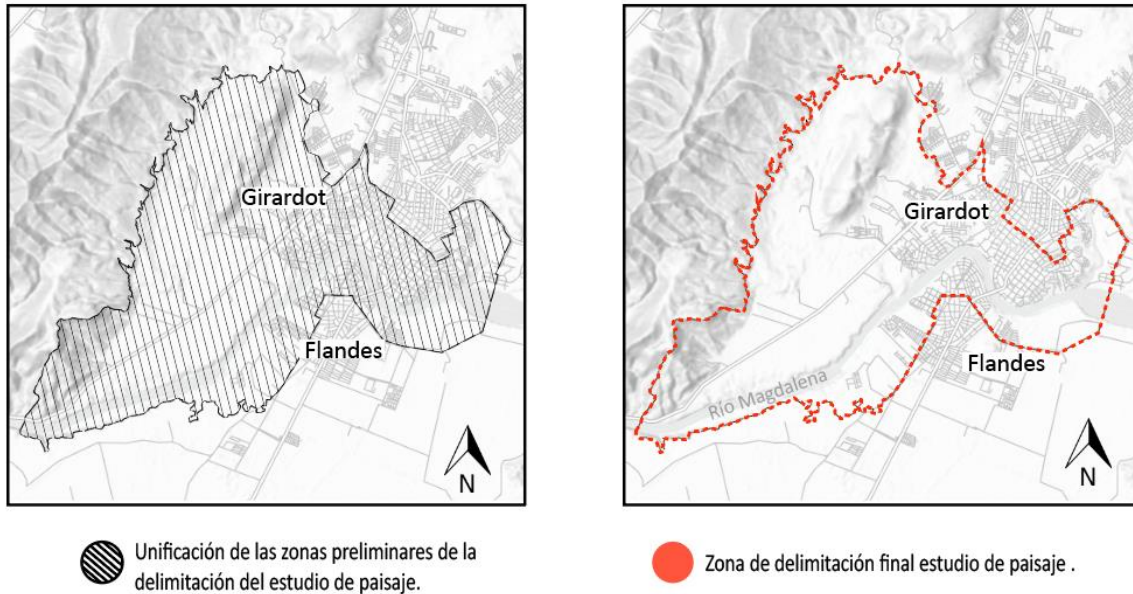 Girardot
Flandes
N
Unificación de las zonas preliminares de la
delimitación del estudio de paisaje.
Girardot
Flandes
Río Magdalena
N
Zona de delimitación final estudio de paisaje .